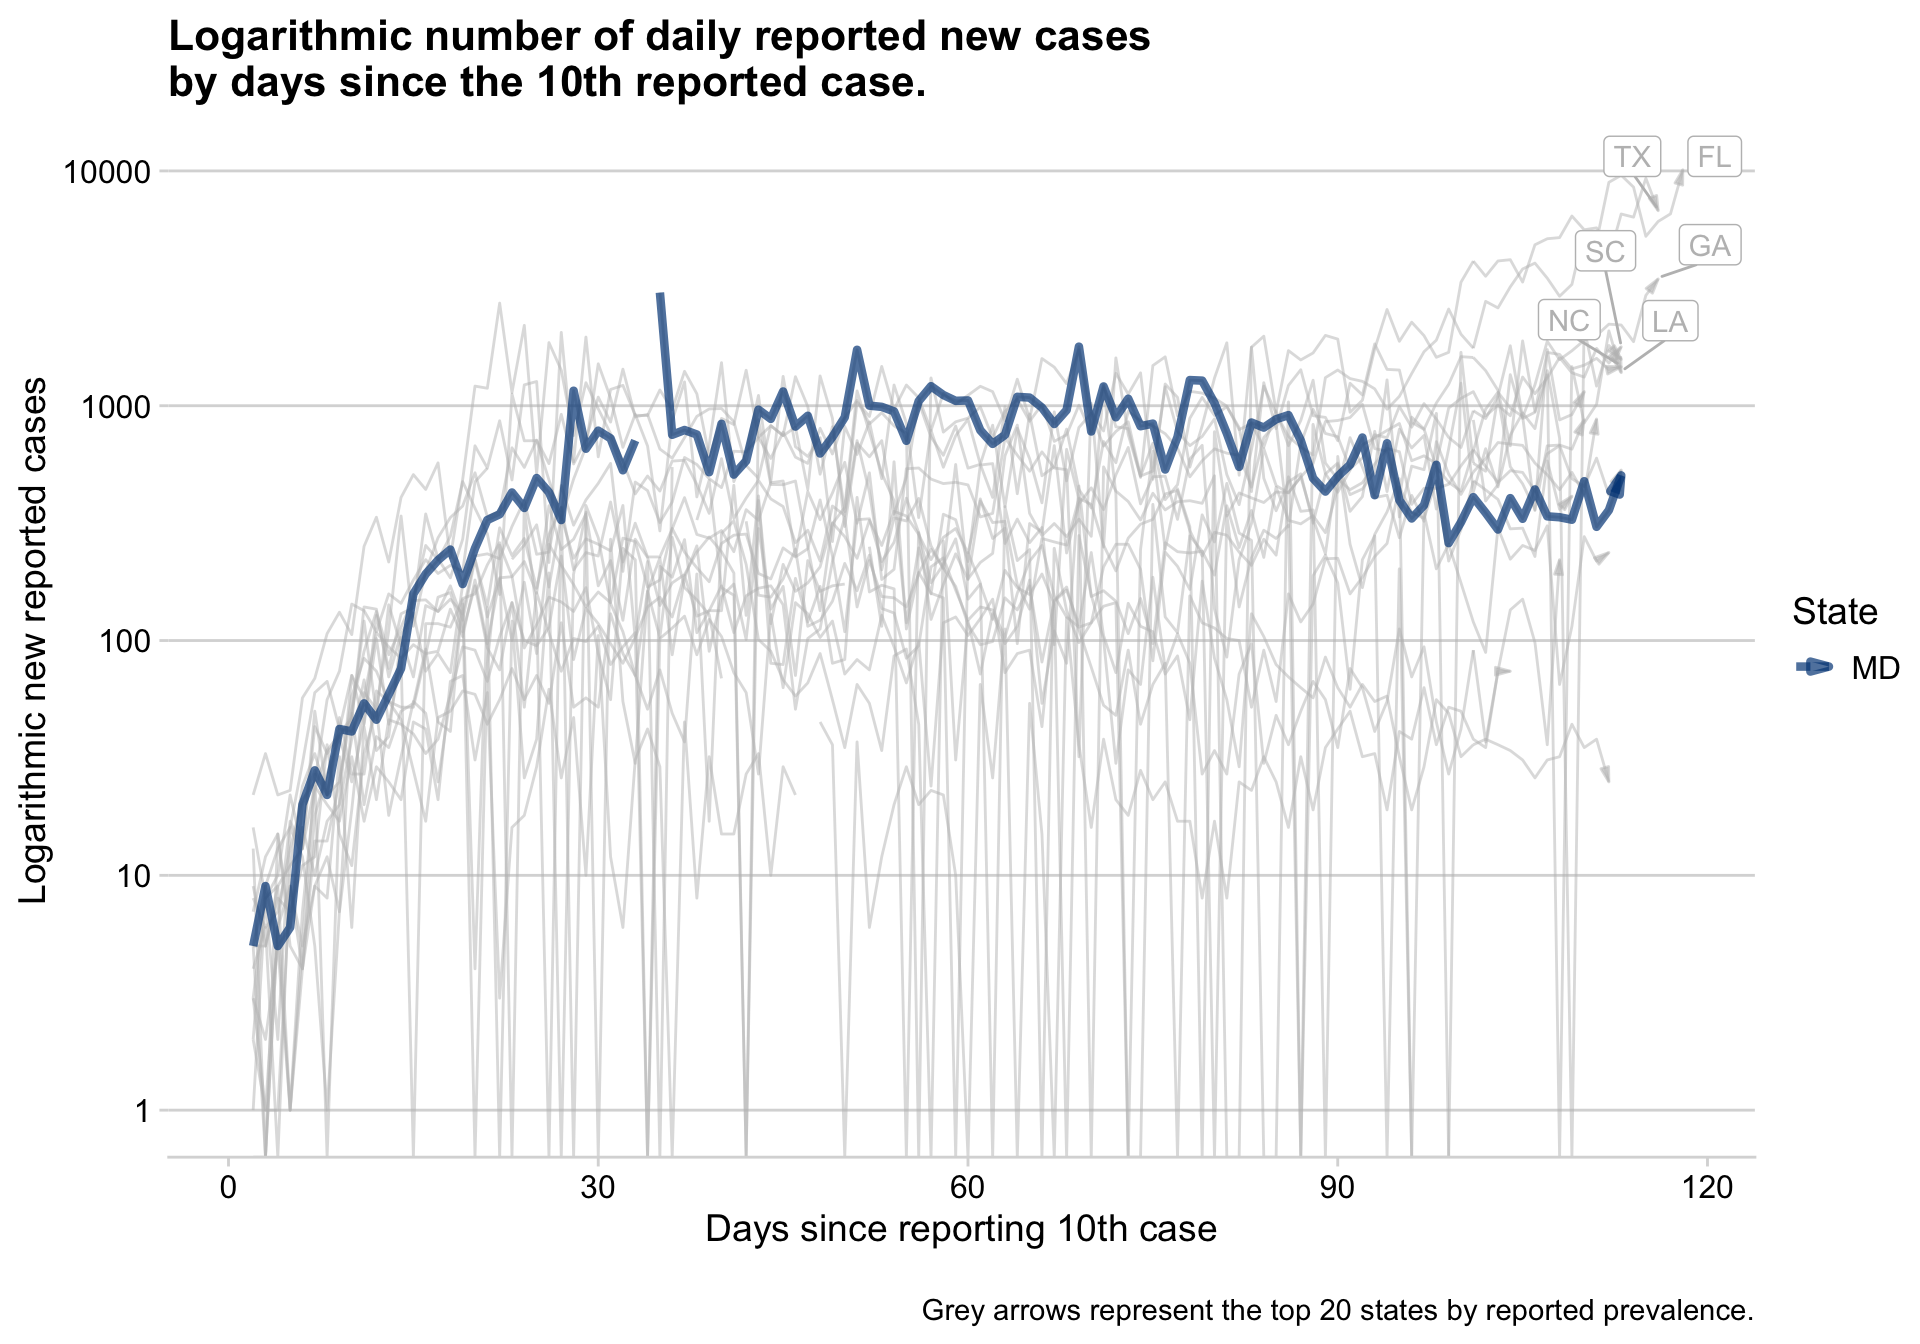 Logarithmic number of daily reported new cases
by days since the 10th reported case.
Logarithmic new reported cases
10000
1000
100
10
1
TX
FL
SC
GA
NC
LA
State
MD
0
30
60
90
120
Days since reporting 10th case
Grey arrows represent the top 20 states by reported prevalence.